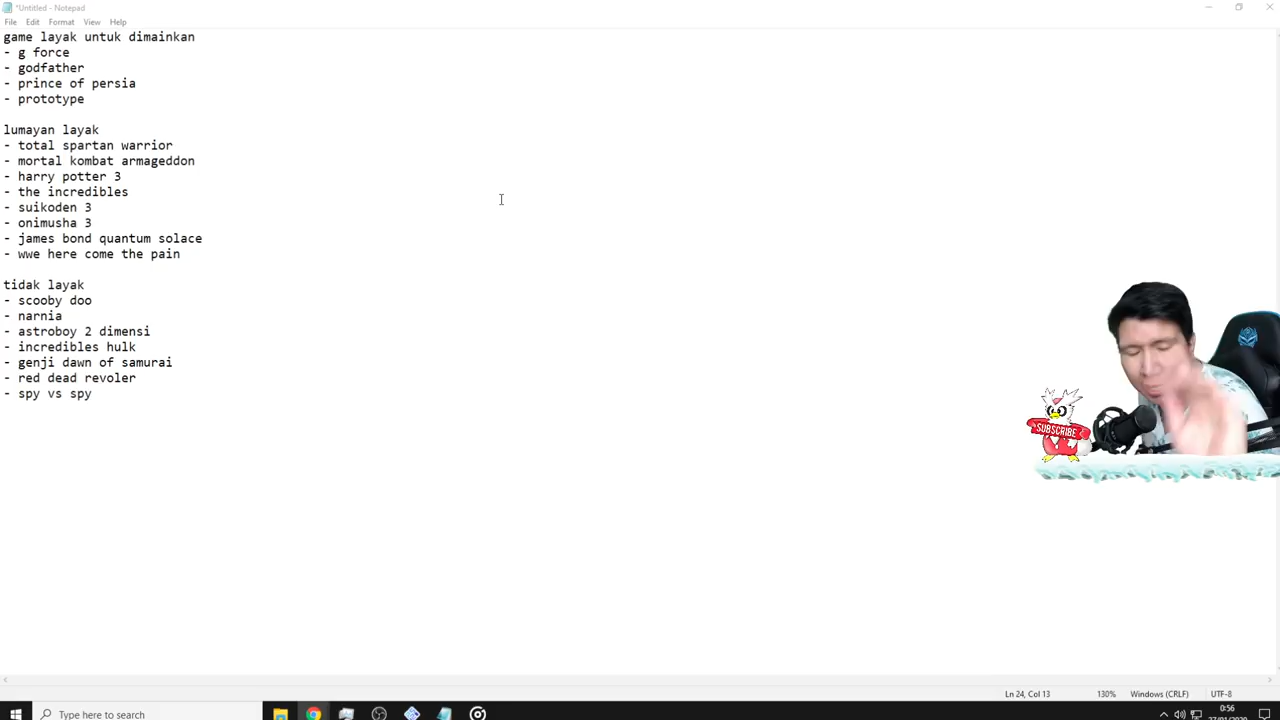 *Untitled - Notepad
File Edit Format View Help
game layak untuk dimainkan
- g force
- godfather
- prince of persia
- prototype
lumayan layak
- total spartan warrior
- mortal kombat armageddon
- harry potter 3
- the incredibles
- suikoden 3
- onimusha 3
- james bond quantum solace
- wwe here come the pain
tidak layak
- scooby doo
- narnia
- astroboy 2 dimensi
- incredibles hulk
- genji dawn of samurai
- red dead revoler
- spy vs spy
SUBSCRIBE
Ln 24, Col 13 130% Windows (CRLF) UTF-8
Type here to search
0:56